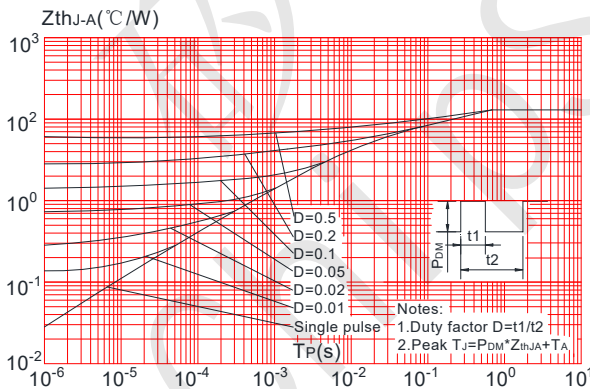 ZthJ-A(℃/W)
10³
10²
10⁰
10⁻¹
10⁻²
D=0.5
D=0.2
D=0.1
D=0.05
D=0.02
D=0.01
Single pulse
TP(s)
PDM
t1
t2
Notes:
1.Duty factor D=t1/t2
2.Peak TJ=PDM*ZthJA+TA
10⁻⁶ 10⁻⁵ 10⁻⁴ 10⁻³ 10⁻² 10⁻¹ 10⁰ 10¹